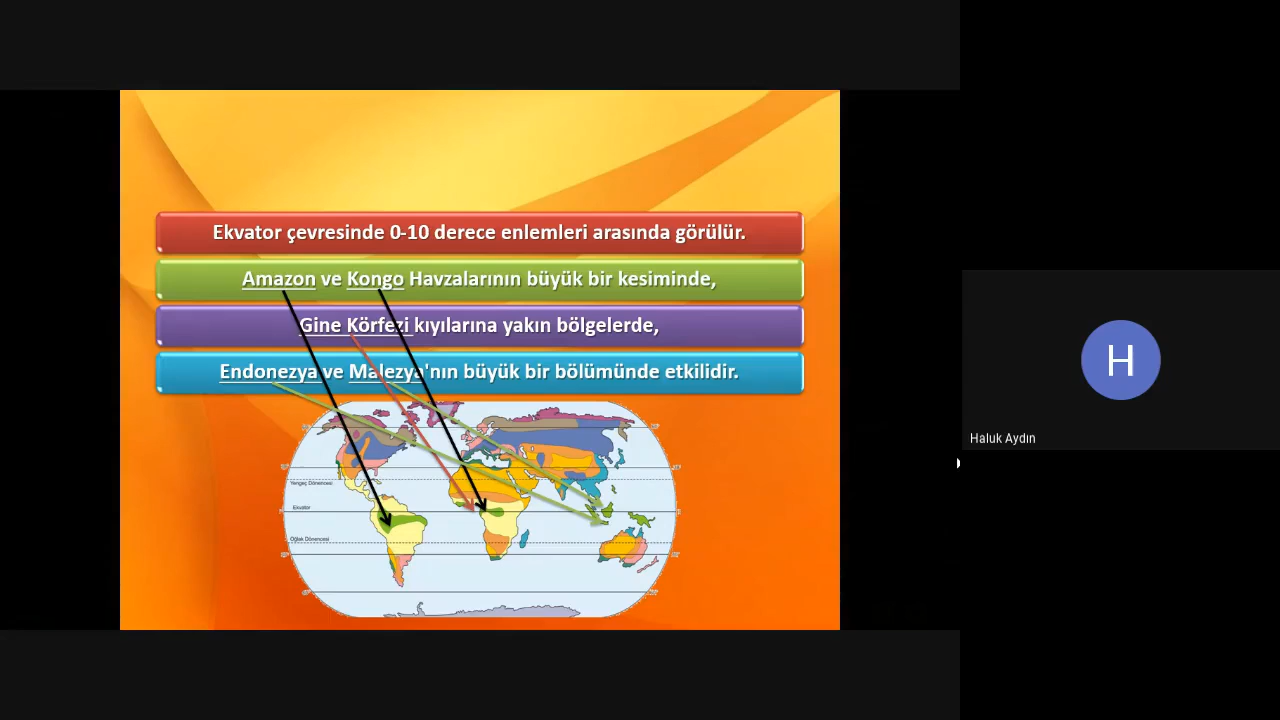 Ekvator çevresinde 0-10 derece enlemleri arasında görülür.
Amazon ve Kongo Havzalarının büyük bir kesiminde,
Gine Körfezi kıyılarına yakın bölgelerde,
Endonezya ve Malezya'nın büyük bir bölümünde etkilidir.
Yengeç Dönencesi
Ekvator
Oğlak Dönencesi
H
Haluk Aydın